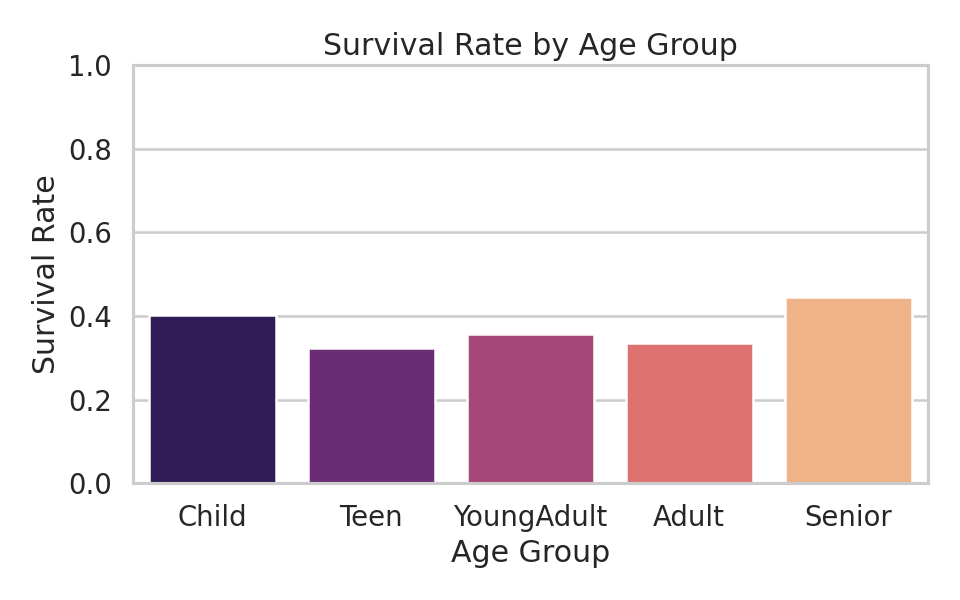 Survival Rate by Age Group
1.0
0.8
0.6
0.4
0.2
0.0
Survival Rate
Child Teen YoungAdult Adult Senior
Age Group